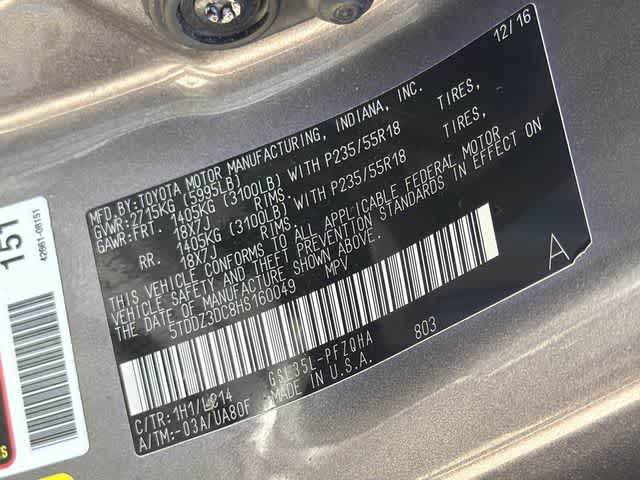 12/16
MFD.BY:TOYOTA MOTOR MANUFACTURING, INDIANA, INC.
GVWR:2715KG (5995LB)
GAWR:FRT. 1405KG (3100LB) WITH P235/55R18 TIRES,
18X7J RIMS.
RR. 1405KG (3100LB) WITH P235/55R18 TIRES,
18X7J RIMS.
THIS VEHICLE CONFORMS TO ALL APPLICABLE FEDERAL MOTOR
VEHICLE SAFETY AND THEFT PREVENTION STANDARDS IN EFFECT ON
THE DATE OF MANUFACTURE SHOWN ABOVE.
5TDDZ3DC8HS160049 MPV
A
C/TR:1H1/LC14 GSL35L-PFZQHA 803
A/TM:-03A/UA80F MADE IN U.S.A.
151
42661-08151